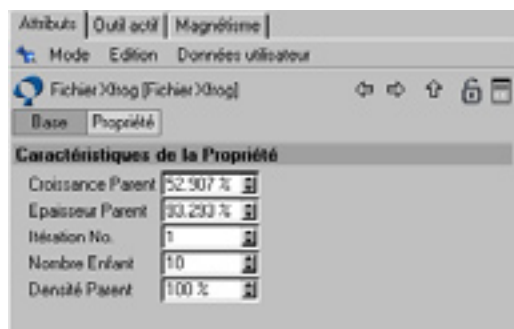 Attributs Outil actif Magnétisme
Mode Edition Données utilisateur
Fichier Xfrog [Fichier Xfrog]
Base Propriété
Caractéristiques de la Propriété
Croissance Parent 52.907 %
Epaisseur Parent 93.293 %
Itération No. 1
Nombre Enfant 10
Densité Parent 100 %